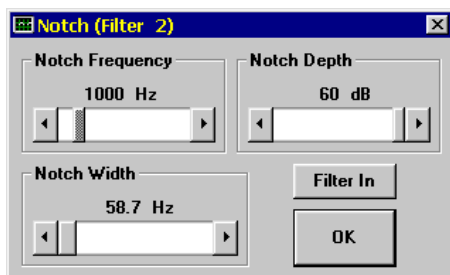 Notch (Filter 2)
Notch Frequency
1000 Hz
Notch Depth
60 dB
Notch Width
58.7 Hz
Filter In
OK